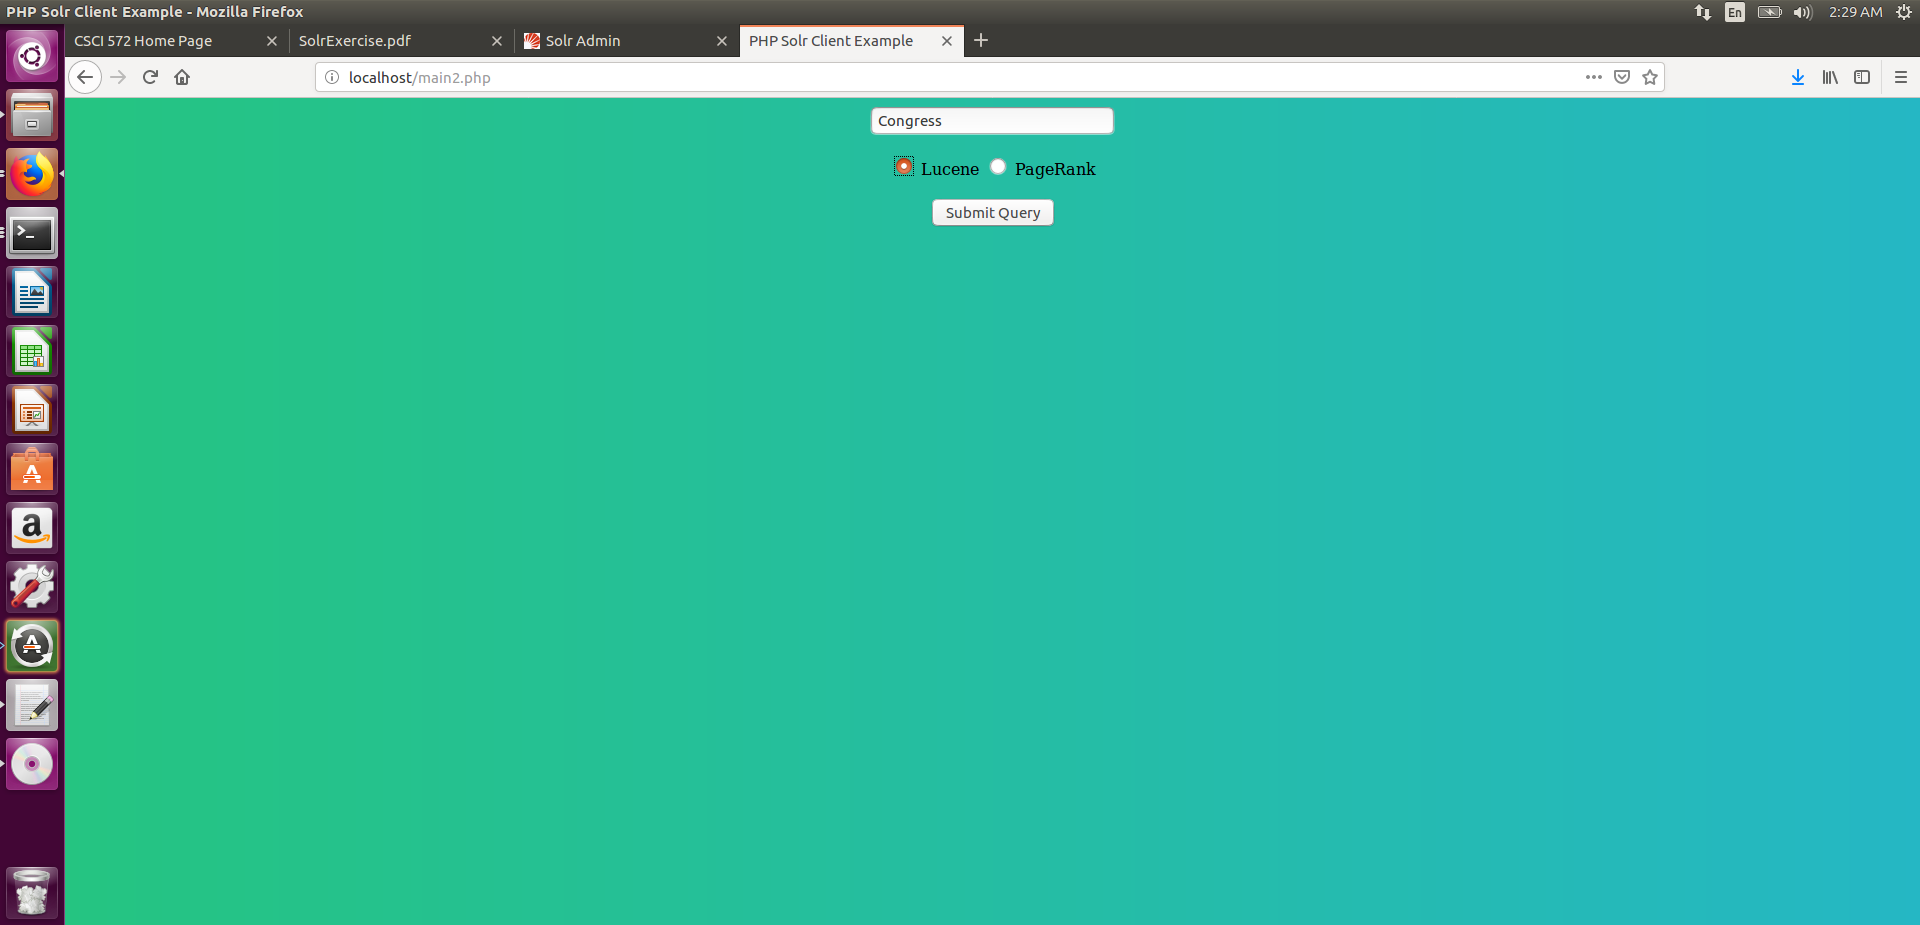 PHP Solr Client Example - Mozilla Firefox
En
2:29 AM
CSCI 572 Home Page
SolrExercise.pdf
Solr Admin
PHP Solr Client Example
localhost/main2.php
Congress
Lucene
PageRank
Submit Query